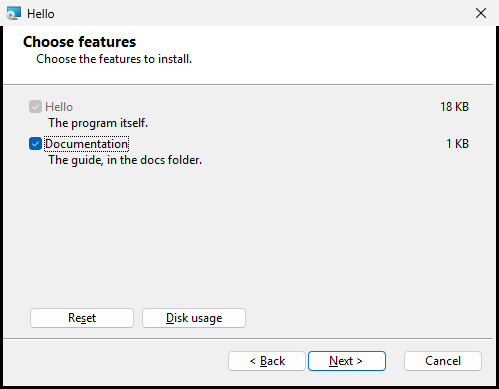 Hello
Choose features
Choose the features to install.
Hello 18 KB
The program itself.
Documentation 1 KB
The guide, in the docs folder.
Reset Disk usage
< Back Next > Cancel